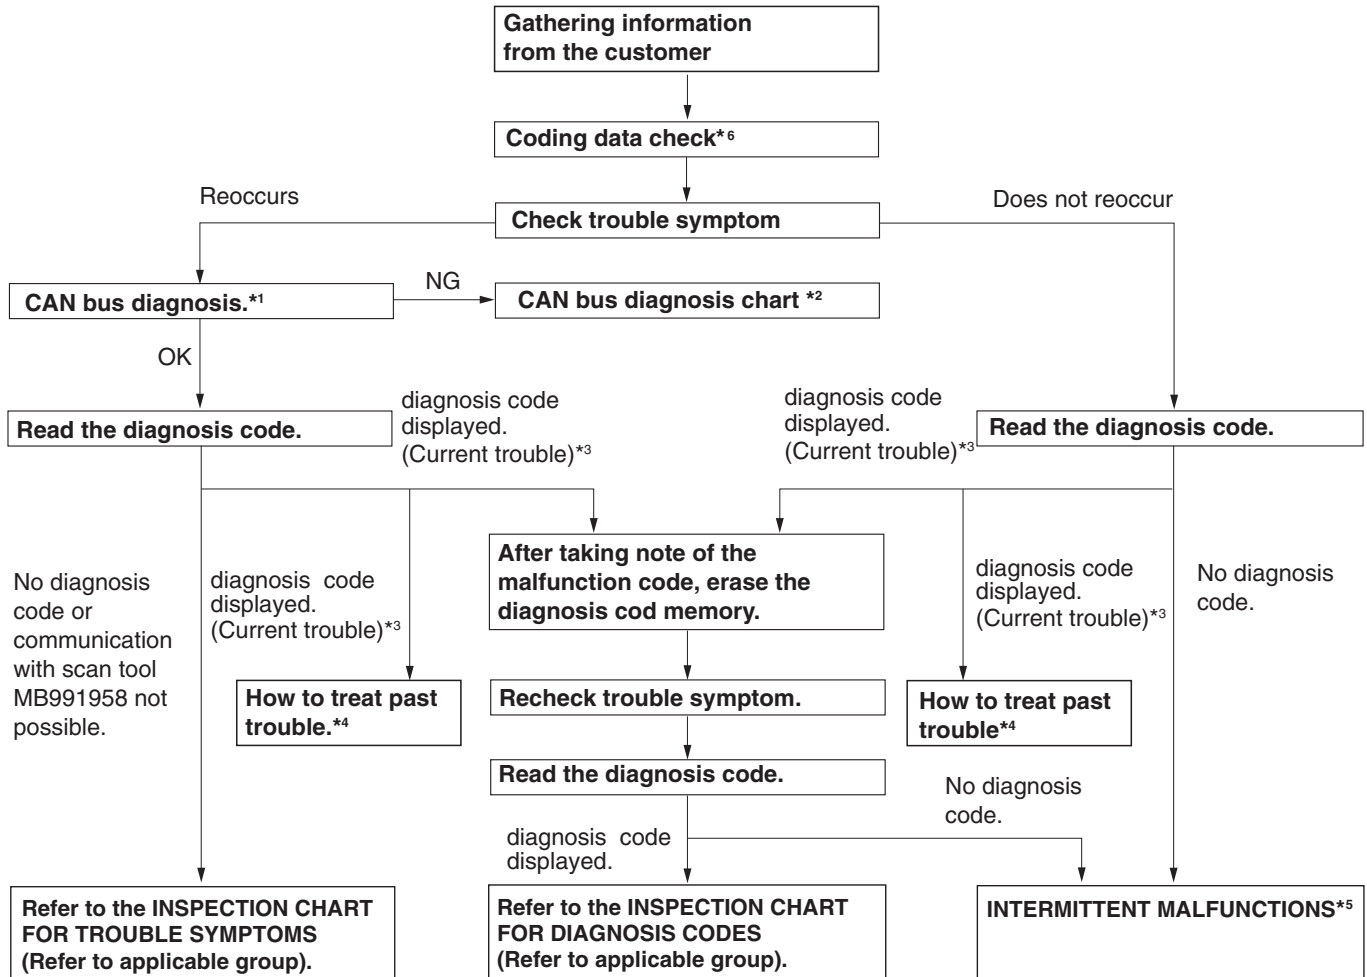 Gathering information
from the customer
Coding data check*6
Reoccurs
Does not reoccur
Check trouble symptom
CAN bus diagnosis.*1
NG
CAN bus diagnosis chart *2
OK
Read the diagnosis code.
diagnosis code
displayed.
(Current trouble)*3
diagnosis code
displayed.
(Current trouble)*3
Read the diagnosis code.
No diagnosis
code or
communication
with scan tool
MB991958 not
possible.
diagnosis code
displayed.
(Current trouble)*3
After taking note of the
malfunction code, erase the
diagnosis cod memory.
diagnosis code
displayed.
(Current trouble)*3
No diagnosis
code.
How to treat past
trouble.*4
Recheck trouble symptom.
How to treat past
trouble*4
Read the diagnosis code.
No diagnosis
code.
diagnosis code
displayed.
Refer to the INSPECTION CHART
FOR TROUBLE SYMPTOMS
(Refer to applicable group).
Refer to the INSPECTION CHART
FOR DIAGNOSIS CODES
(Refer to applicable group).
INTERMITTENT MALFUNCTIONS*5